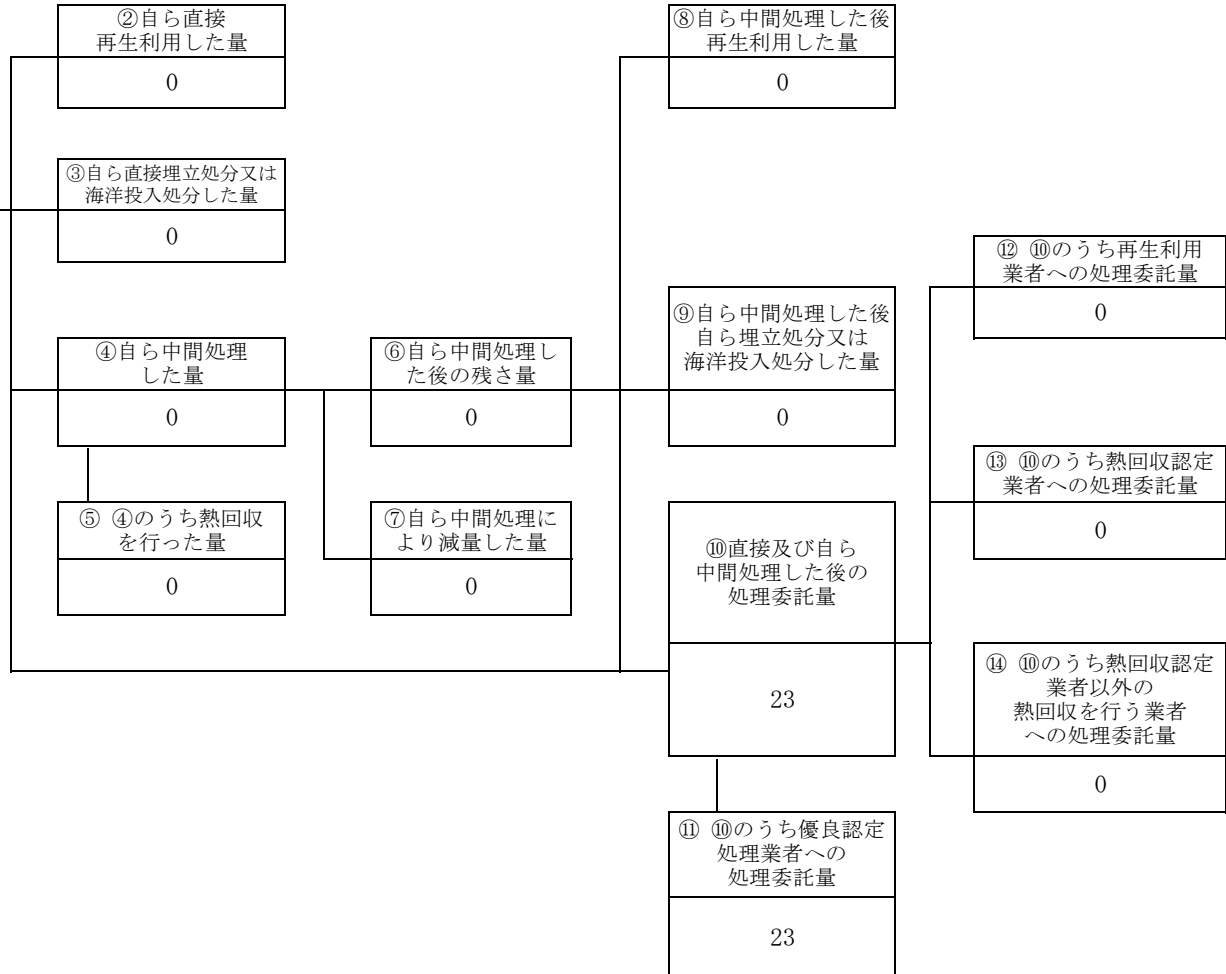 ②自ら直接
再生利用した量
0
③自ら直接埋立処分又は
海洋投入処分した量
0
④自ら中間処理
した量
0
⑤ ④のうち熱回収
を行った量
0
⑥自ら中間処理し
た後の残さ量
0
⑦自ら中間処理に
より減量した量
0
⑧自ら中間処理した後
再生利用した量
0
⑨自ら中間処理した後
自ら埋立処分又は
海洋投入処分した量
0
⑩直接及び自ら
中間処理した後の
処理委託量
23
⑪ ⑩のうち優良認定
処理業者への
処理委託量
23
⑫ ⑩のうち再生利用
業者への処理委託量
0
⑬ ⑩のうち熱回収認定
業者への処理委託量
0
⑭ ⑩のうち熱回収認定
業者以外の
熱回収を行う業者
への処理委託量
0